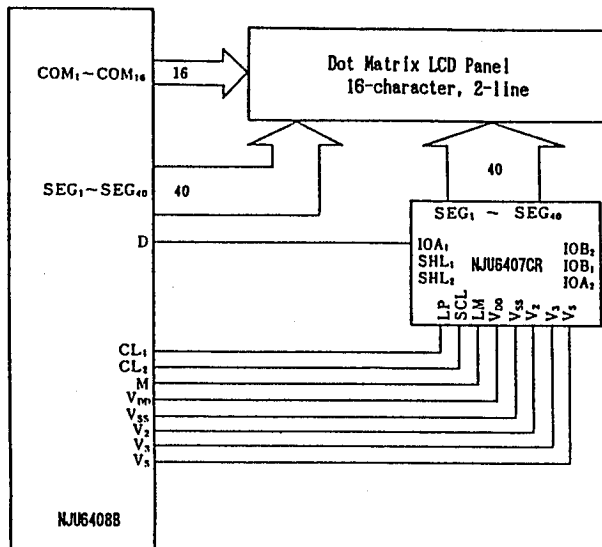 COM₁~COM₁₆
16
Dot Matrix LCD Panel
16-character, 2-line
SEG₁~SEG₄₀
40
40
SEG₁ ~ SEG₄₀
D
IOA₁
SHL₁
SHL₂
NJU6407CR
IOB₂
IOB₁
IOA₂
LP
SCL
LM
V_DD
V_SS
V₂
V₃
V₅
CL₁
CL₂
M
V_DD
V_SS
V₂
V₃
V₅
NJU6408B